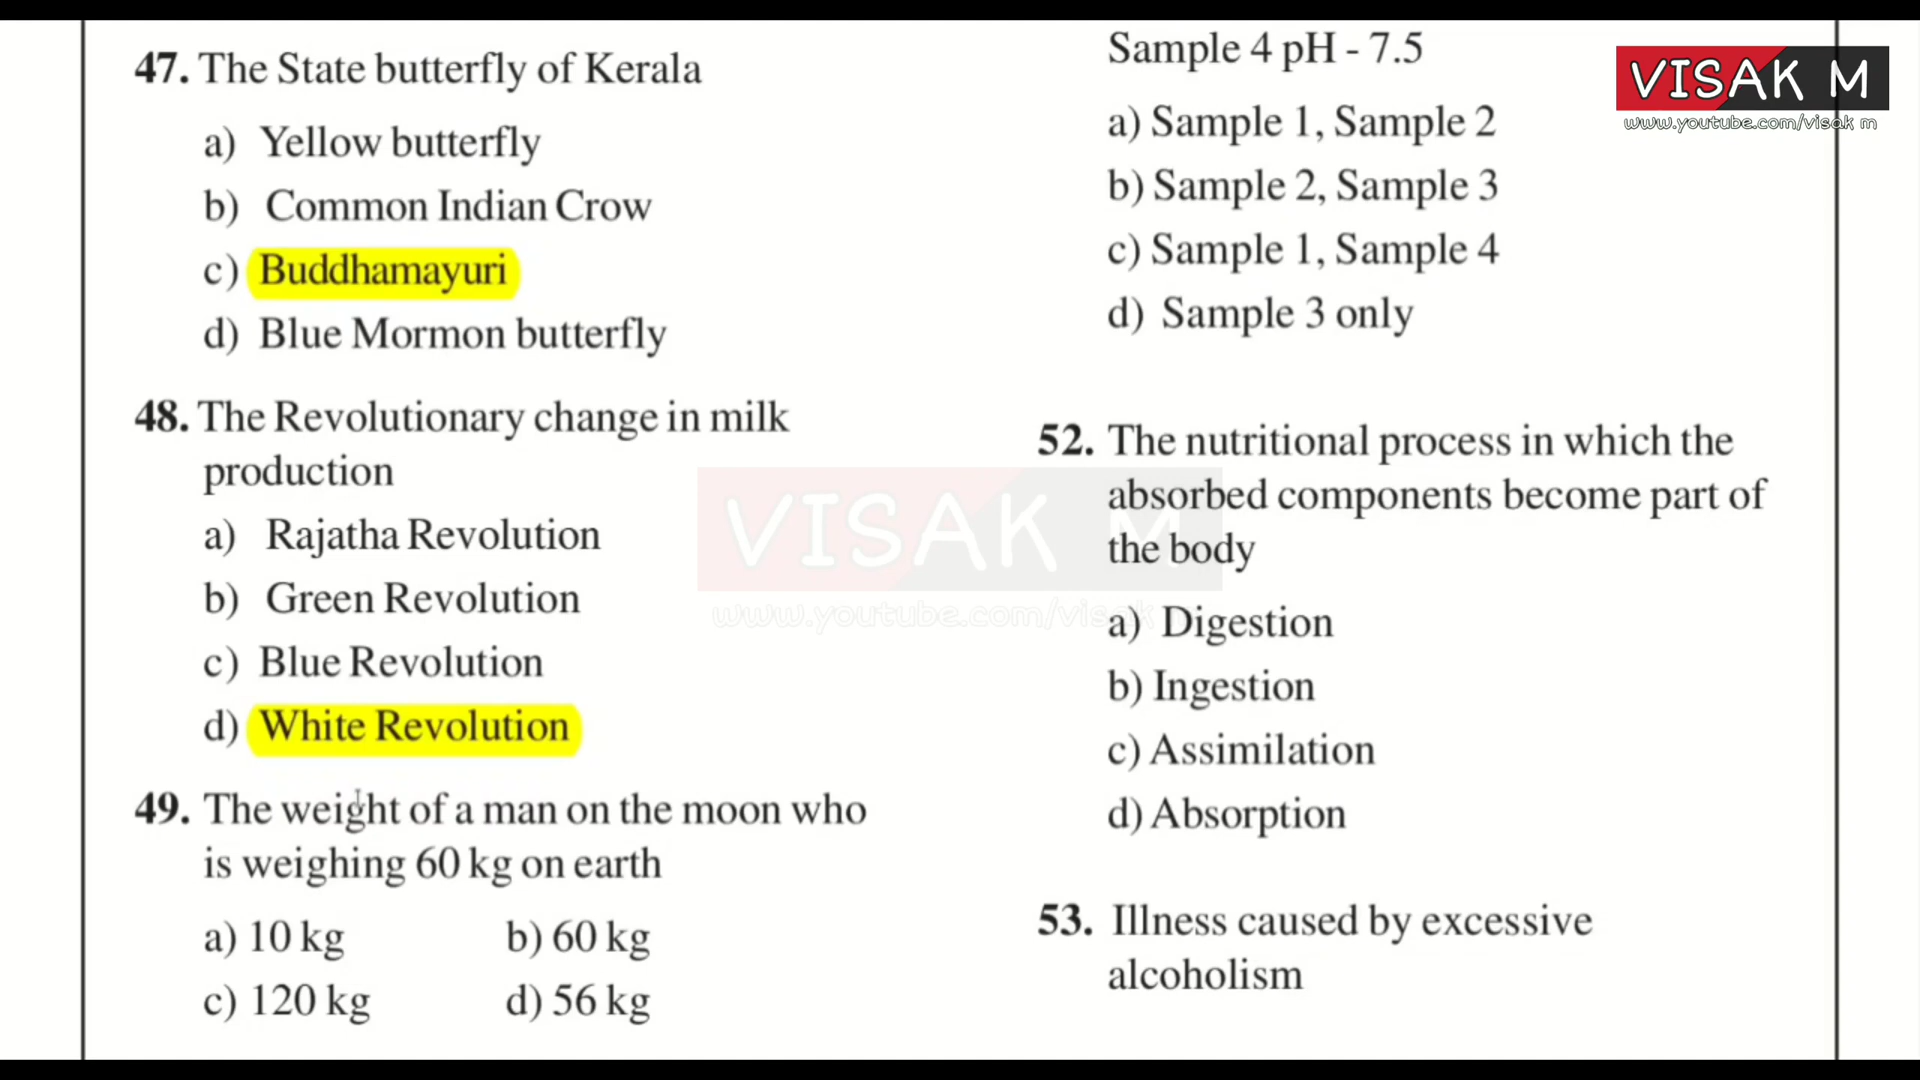 47. The State butterfly of Kerala
a) Yellow butterfly
b) Common Indian Crow
c) Buddhamayuri
d) Blue Mormon butterfly
48. The Revolutionary change in milk
production
a) Rajatha Revolution
b) Green Revolution
c) Blue Revolution
d) White Revolution
49. The weight of a man on the moon who
is weighing 60 kg on earth
a) 10 kg b) 60 kg
c) 120 kg d) 56 kg
Sample 4 pH - 7.5
a) Sample 1, Sample 2
b) Sample 2, Sample 3
c) Sample 1, Sample 4
d) Sample 3 only
52. The nutritional process in which the
absorbed components become part of
the body
a) Digestion
b) Ingestion
c) Assimilation
d) Absorption
53. Illness caused by excessive
alcoholism
VISAK M
www.youtube.com/visak m
VISAK M
www.youtube.com/visak m